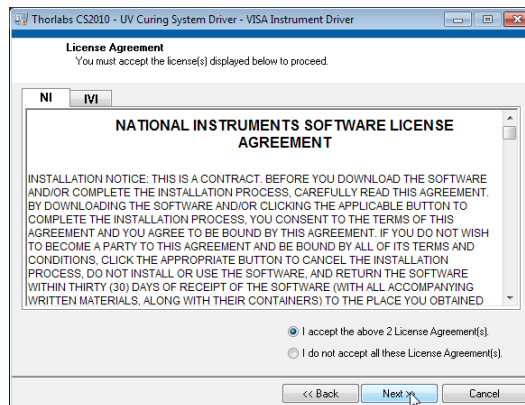 Thorlabs CS2010 - UV Curing System Driver - VISA Instrument Driver
License Agreement
You must accept the license(s) displayed below to proceed.
NI IVI
NATIONAL INSTRUMENTS SOFTWARE LICENSE
AGREEMENT
INSTALLATION NOTICE: THIS IS A CONTRACT. BEFORE YOU DOWNLOAD THE SOFTWARE
AND/OR COMPLETE THE INSTALLATION PROCESS, CAREFULLY READ THIS AGREEMENT.
BY DOWNLOADING THE SOFTWARE AND/OR CLICKING THE APPLICABLE BUTTON TO
COMPLETE THE INSTALLATION PROCESS, YOU CONSENT TO THE TERMS OF THIS
AGREEMENT AND YOU AGREE TO BE BOUND BY THIS AGREEMENT. IF YOU DO NOT WISH
TO BECOME A PARTY TO THIS AGREEMENT AND BE BOUND BY ALL OF ITS TERMS AND
CONDITIONS, CLICK THE APPROPRIATE BUTTON TO CANCEL THE INSTALLATION
PROCESS, DO NOT INSTALL OR USE THE SOFTWARE, AND RETURN THE SOFTWARE
WITHIN THIRTY (30) DAYS OF RECEIPT OF THE SOFTWARE (WITH ALL ACCOMPANYING
WRITTEN MATERIALS, ALONG WITH THEIR CONTAINERS) TO THE PLACE YOU OBTAINED
I accept the above 2 License Agreement(s).
I do not accept all these License Agreement(s).
<< Back Next >> Cancel